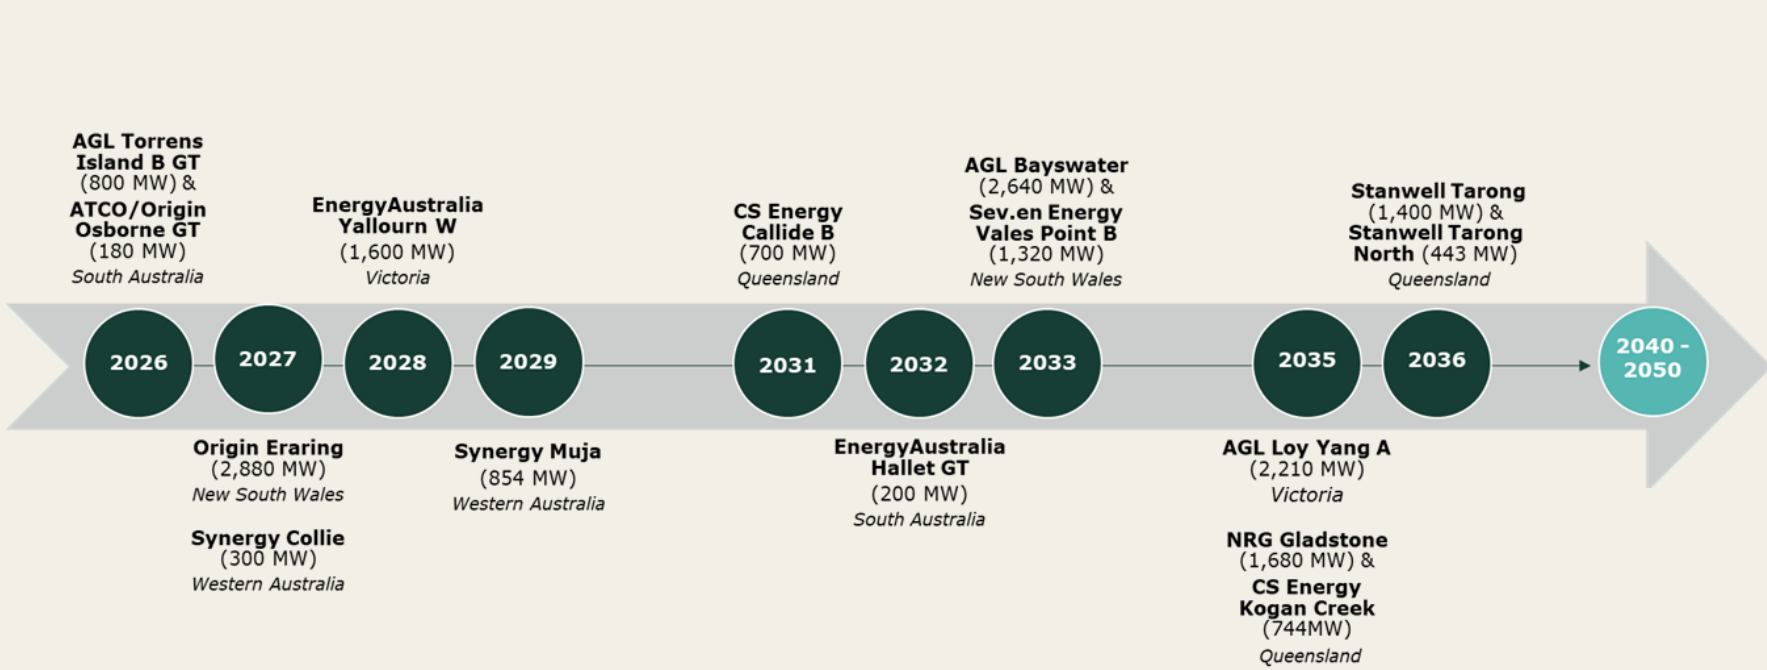 AGL Torrens
Island B GT
(800 MW) &
ATCO/Origin
Osborne GT
(180 MW)
South Australia
EnergyAustralia
Yallourn W
(1,600 MW)
Victoria
CS Energy
Callide B
(700 MW)
Queensland
AGL Bayswater
(2,640 MW) &
Sev.en Energy
Vales Point B
(1,320 MW)
New South Wales
Stanwell Tarong
(1,400 MW) &
Stanwell Tarong
North (443 MW)
Queensland
2026
2027
2028
2029
2031
2032
2033
2035
2036
2040 -
2050
Origin Eraring
(2,880 MW)
New South Wales
Synergy Collie
(300 MW)
Western Australia
Synergy Muja
(854 MW)
Western Australia
EnergyAustralia
Hallet GT
(200 MW)
South Australia
AGL Loy Yang A
(2,210 MW)
Victoria
NRG Gladstone
(1,680 MW) &
CS Energy
Kogan Creek
(744MW)
Queensland